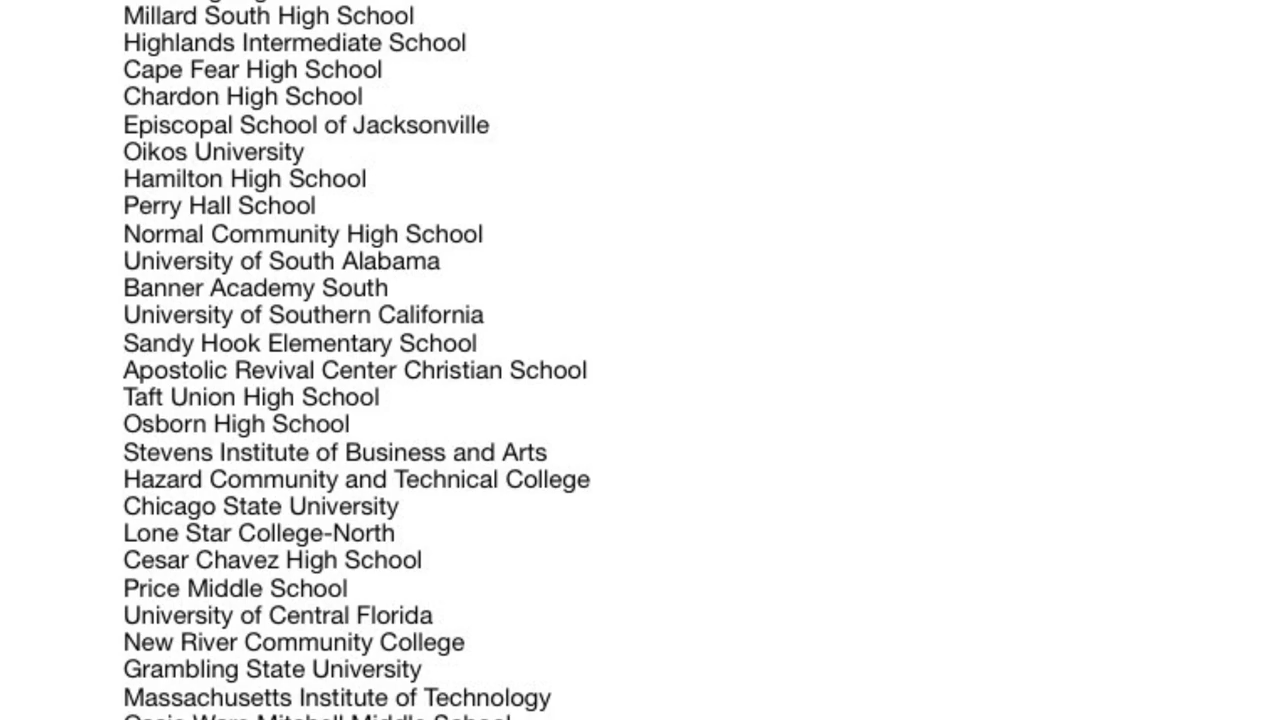 Millard South High School
Highlands Intermediate School
Cape Fear High School
Chardon High School
Episcopal School of Jacksonville
Oikos University
Hamilton High School
Perry Hall School
Normal Community High School
University of South Alabama
Banner Academy South
University of Southern California
Sandy Hook Elementary School
Apostolic Revival Center Christian School
Taft Union High School
Osborn High School
Stevens Institute of Business and Arts
Hazard Community and Technical College
Chicago State University
Lone Star College-North
Cesar Chavez High School
Price Middle School
University of Central Florida
New River Community College
Grambling State University
Massachusetts Institute of Technology
Mitchell Middle School